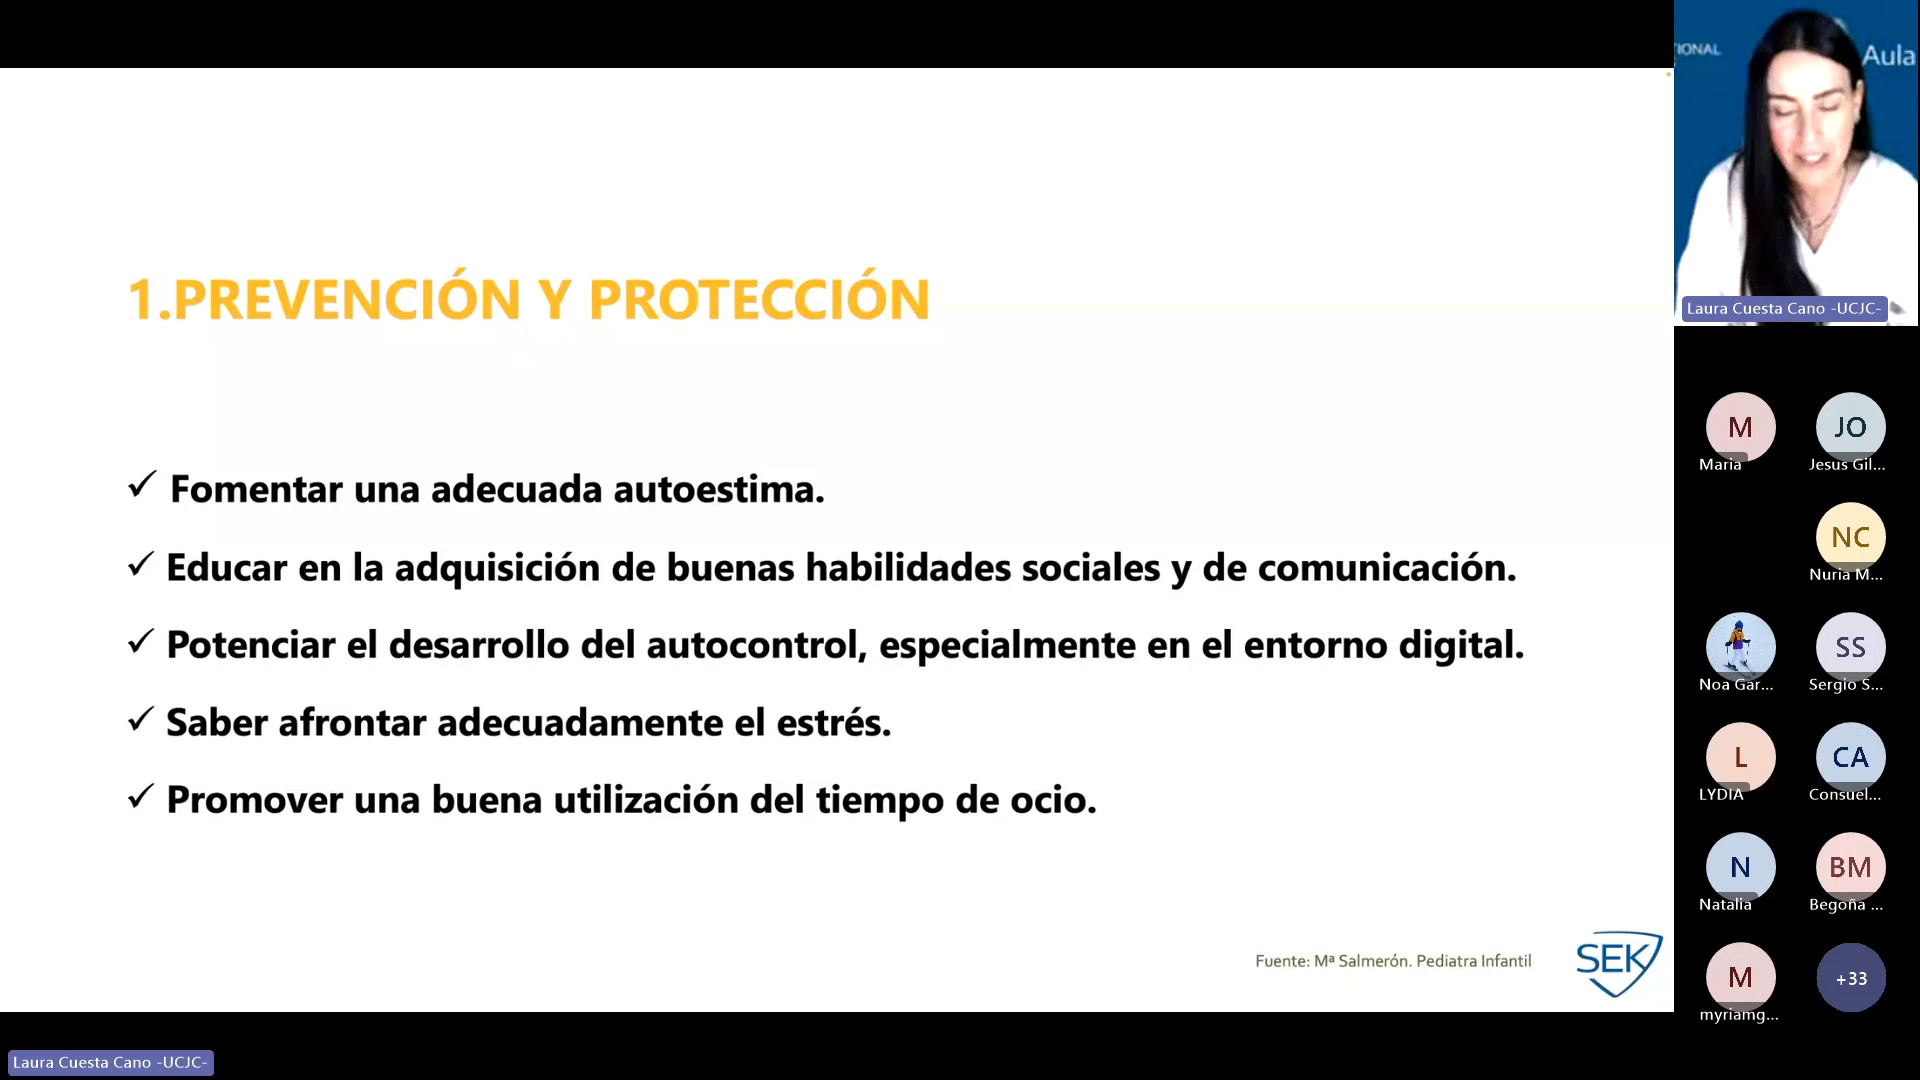 1.PREVENCIÓN Y PROTECCIÓN
✓ Fomentar una adecuada autoestima.
✓ Educar en la adquisición de buenas habilidades sociales y de comunicación.
✓ Potenciar el desarrollo del autocontrol, especialmente en el entorno digital.
✓ Saber afrontar adecuadamente el estrés.
✓ Promover una buena utilización del tiempo de ocio.
Fuente: Mª Salmerón. Pediatra Infantil
SEK
Laura Cuesta Cano -UCJC-
IONAL
Aula
Laura Cuesta Cano -UCJC-
M
Maria
JO
Jesus Gil...
NC
Nuria M...
Noa Gar...
SS
Sergio S...
L
LYDIA
CA
Consuel...
N
Natalia
BM
Begoña ...
M
myriamg...
+33